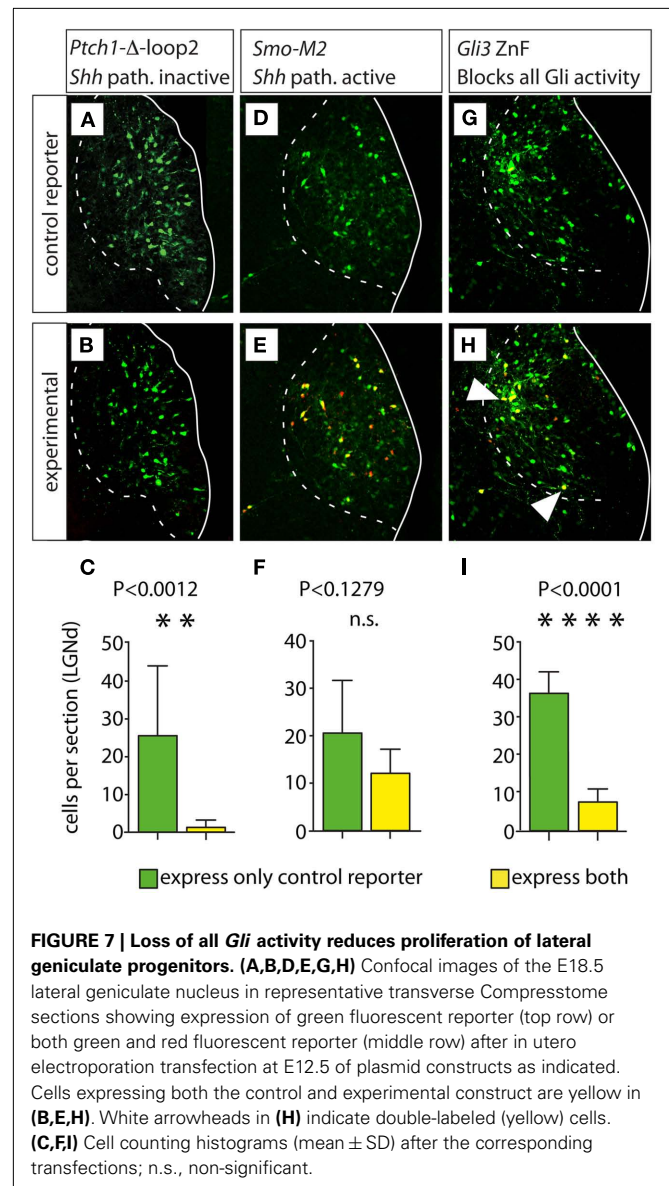 Ptch1-Δ-loop2
Shh path. inactive
Smo-M2
Shh path. active
Gli3 ZnF
Blocks all Gli activity
control reporter
A
D
G
experimental
B
E
H
C
F
I
P<0.0012
P<0.1279
P<0.0001
* *
n.s.
* * * *
cells per section (LGNd)
50
40
30
20
10
0
40
30
20
10
0
50
40
30
20
10
0
express only control reporter
express both
FIGURE 7 | Loss of all Gli activity reduces proliferation of lateral
geniculate progenitors. (A,B,D,E,G,H) Confocal images of the E18.5
lateral geniculate nucleus in representative transverse Compresstome
sections showing expression of green fluorescent reporter (top row) or
both green and red fluorescent reporter (middle row) after in utero
electroporation transfection at E12.5 of plasmid constructs as indicated.
Cells expressing both the control and experimental construct are yellow in
(B,E,H). White arrowheads in (H) indicate double-labeled (yellow) cells.
(C,F,I) Cell counting histograms (mean ± SD) after the corresponding
transfections; n.s., non-significant.